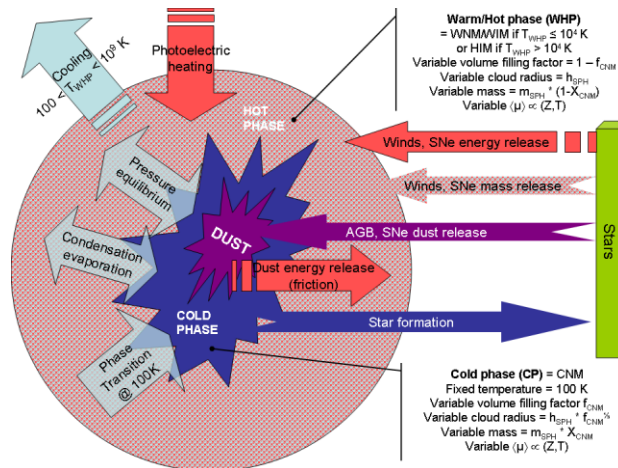 Warm/Hot phase (WHP)
= WNM/WIM if T_WHP ≤ 10⁴ K
or HIM if T_WHP > 10⁴ K
Variable volume filling factor = 1 – f_CNM
Variable cloud radius = h_SPH
Variable mass = m_SPH * (1-X_CNM)
Variable ⟨µ⟩ ∝ (Z,T)
Cooling
100 < T_WHP < 10⁹ K
Photoelectric
heating
HOT
PHASE
Winds, SNe energy release
Pressure
equilibrium
Winds, SNe mass release
DUST
AGB, SNe dust release
Stars
Condensation
evaporation
Dust energy release
(friction)
COLD
PHASE
Star formation
Phase
Transition
@ 100K
Cold phase (CP) = CNM
Fixed temperature = 100 K
Variable volume filling factor f_CNM
Variable cloud radius = h_SPH * f_CNM^⅓
Variable mass = m_SPH * X_CNM
Variable ⟨µ⟩ ∝ (Z,T)